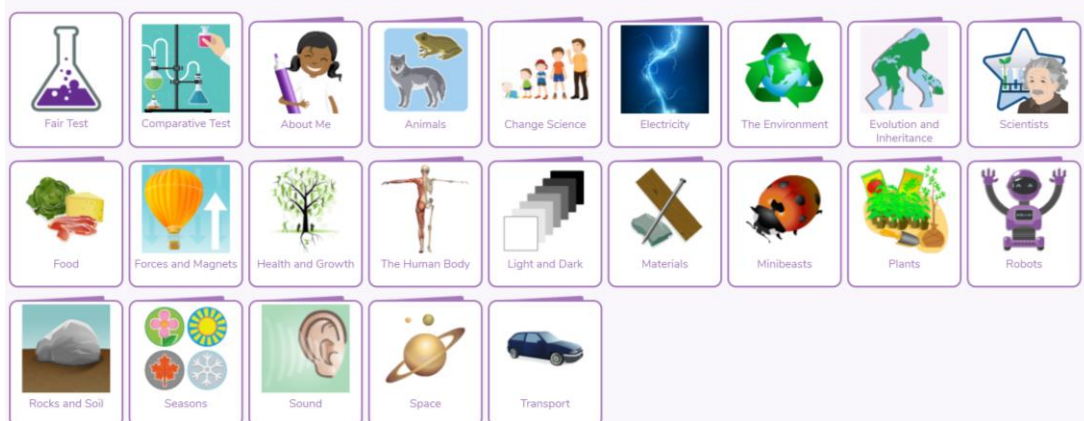 Fair Test
Comparative Test
About Me
Animals
Change Science
Electricity
The Environment
Evolution and
Inheritance
Scientists
Food
Forces and Magnets
Health and Growth
The Human Body
Light and Dark
Materials
Minibeasts
Plants
Robots
Rocks and Soil
Seasons
Sound
Space
Transport